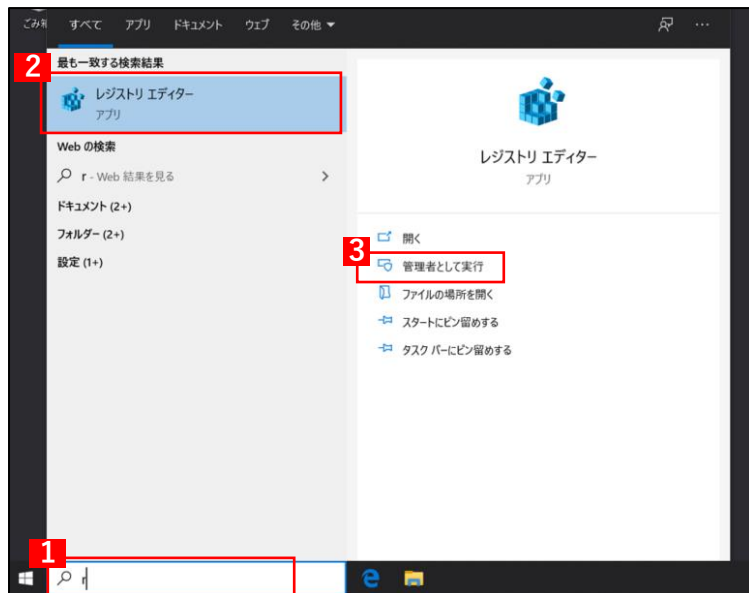 ごみ
すべて アプリ ドキュメント ウェブ その他 ▼ ...
2
最も一致する検索結果
レジストリ エディター
アプリ
Web の検索
r - Web 結果を見る
ドキュメント (2+)
フォルダー (2+)
設定 (1+)
レジストリ エディター
アプリ
開く
3
管理者として実行
ファイルの場所を開く
スタートにピン留めする
タスク バーにピン留めする
1
r